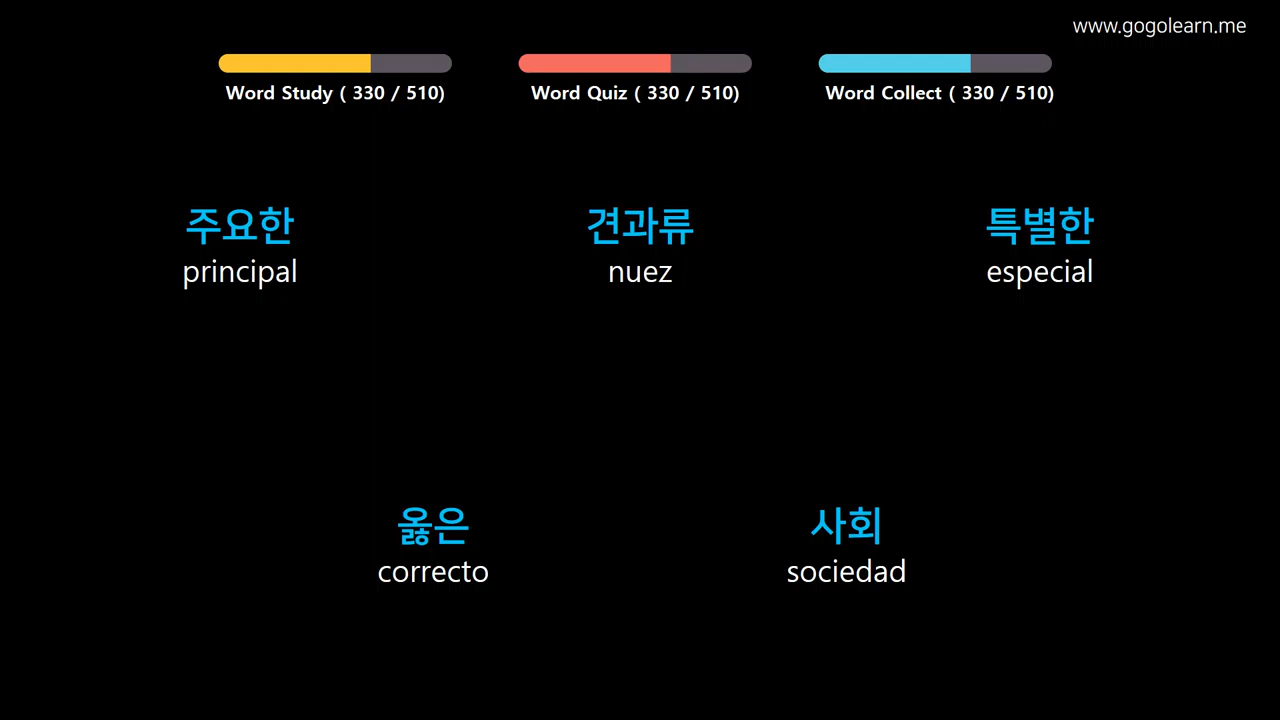 www.gogolearn.me
Word Study ( 330 / 510)
Word Quiz ( 330 / 510)
Word Collect ( 330 / 510)
주요한
principal
견과류
nuez
특별한
especial
옳은
correcto
사회
sociedad